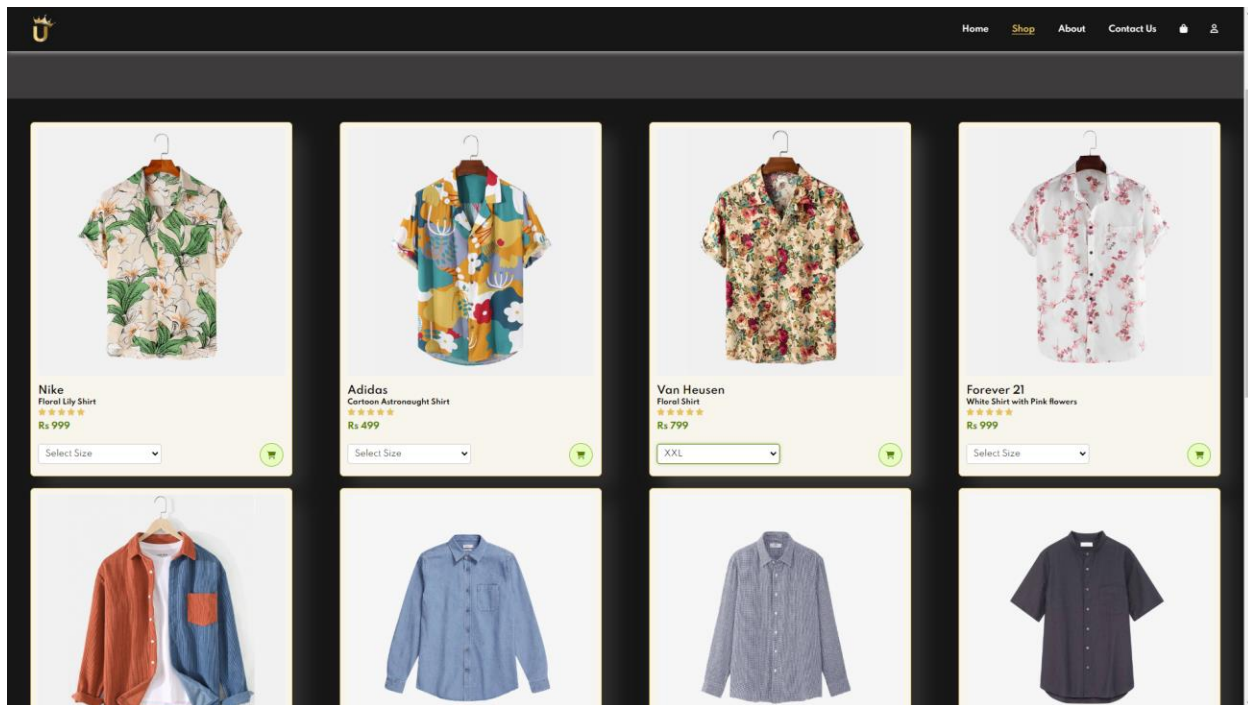 U
Home Shop About Contact Us
Nike
Floral Lily Shirt
Rs 999
Select Size
Adidas
Cartoon Astronaught Shirt
Rs 499
Select Size
Van Heusen
Floral Shirt
Rs 799
XXL
Forever 21
White Shirt with Pink flowers
Rs 999
Select Size